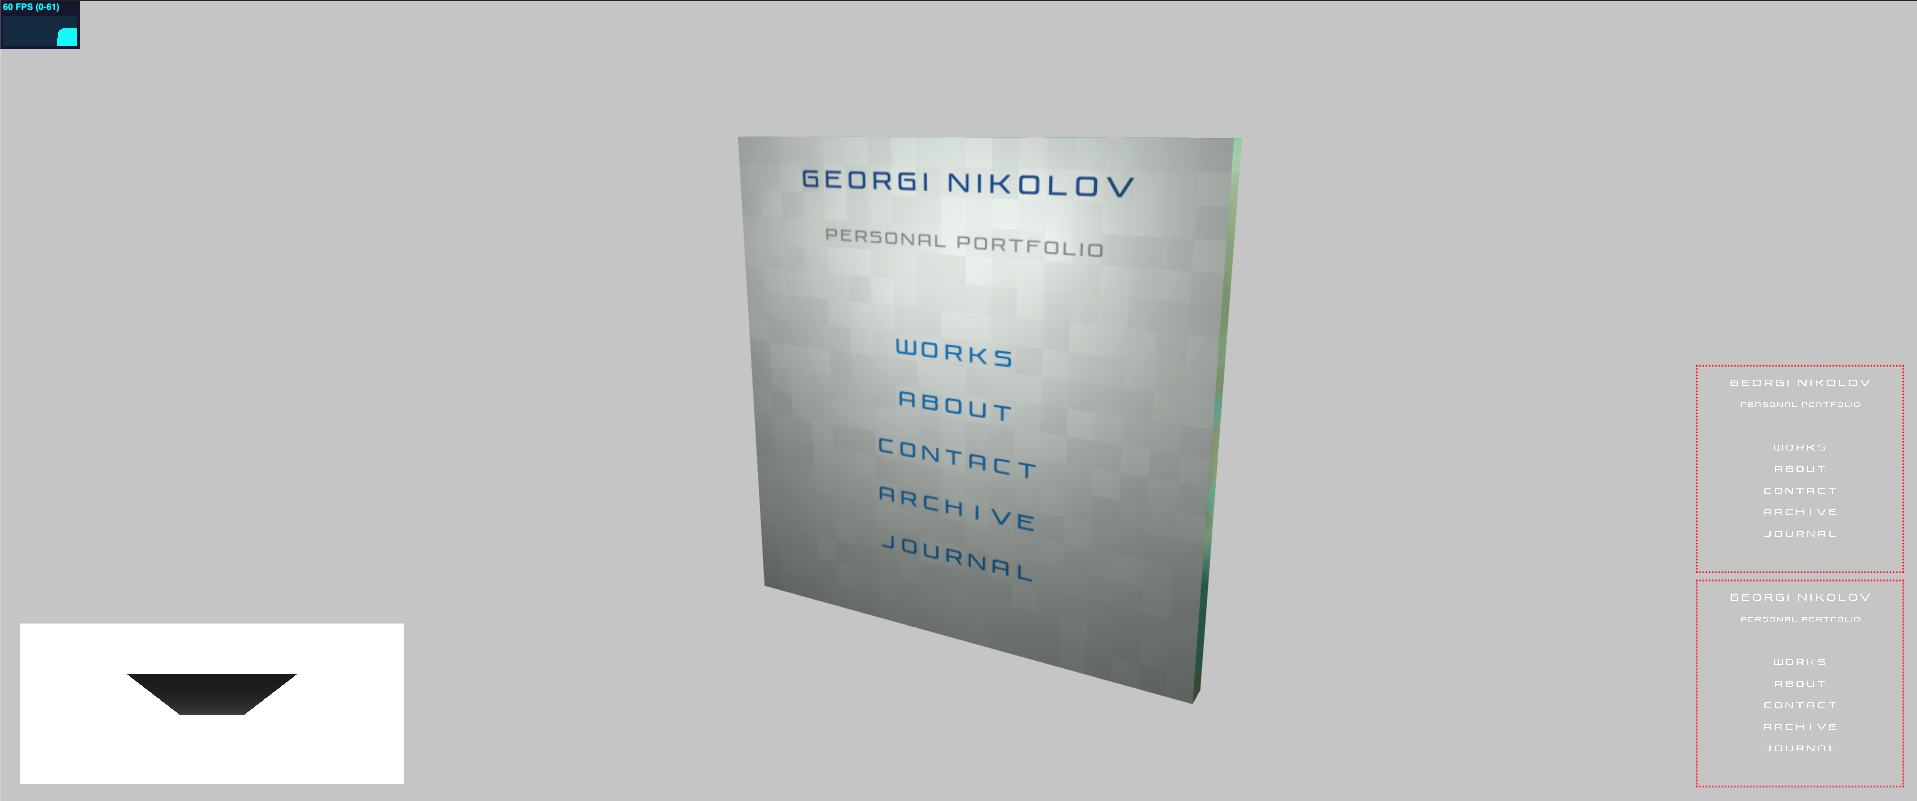 60 FPS (0-61)
GEORGI NIKOLOV
PERSONAL PORTFOLIO
WORKS
ABOUT
CONTACT
ARCHIVE
JOURNAL
GEORGI NIKOLOV
PERSONAL PORTFOLIO
WORKS
ABOUT
CONTACT
ARCHIVE
JOURNAL
GEORGI NIKOLOV
PERSONAL PORTFOLIO
WORKS
ABOUT
CONTACT
ARCHIVE
JOURNAL